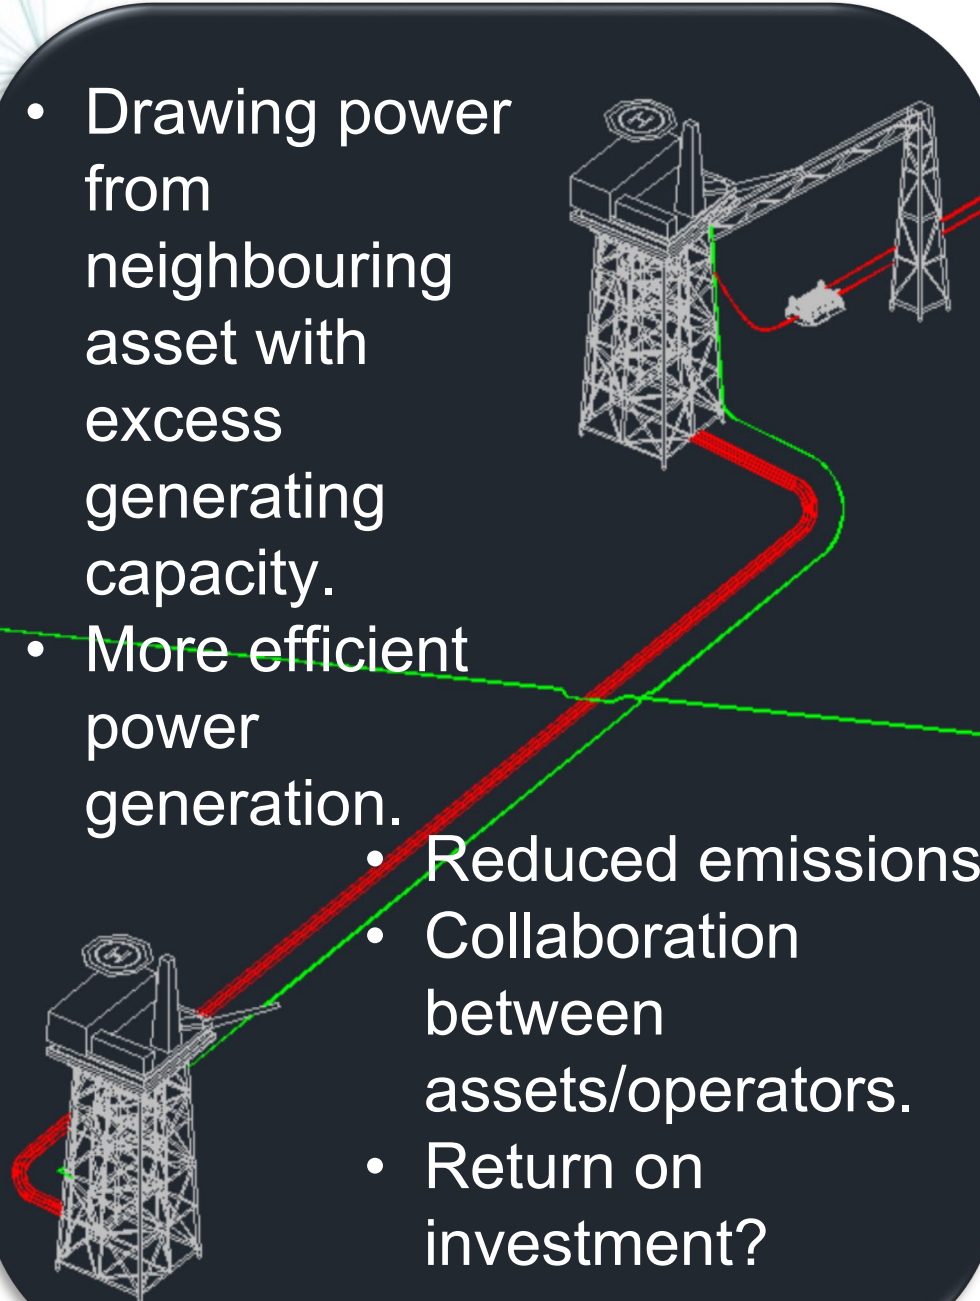 • Drawing power
from
neighbouring
asset with
excess
generating
capacity.
• More efficient
power
generation.
• Reduced emissions
• Collaboration
between
assets/operators.
• Return on
investment?
H
H